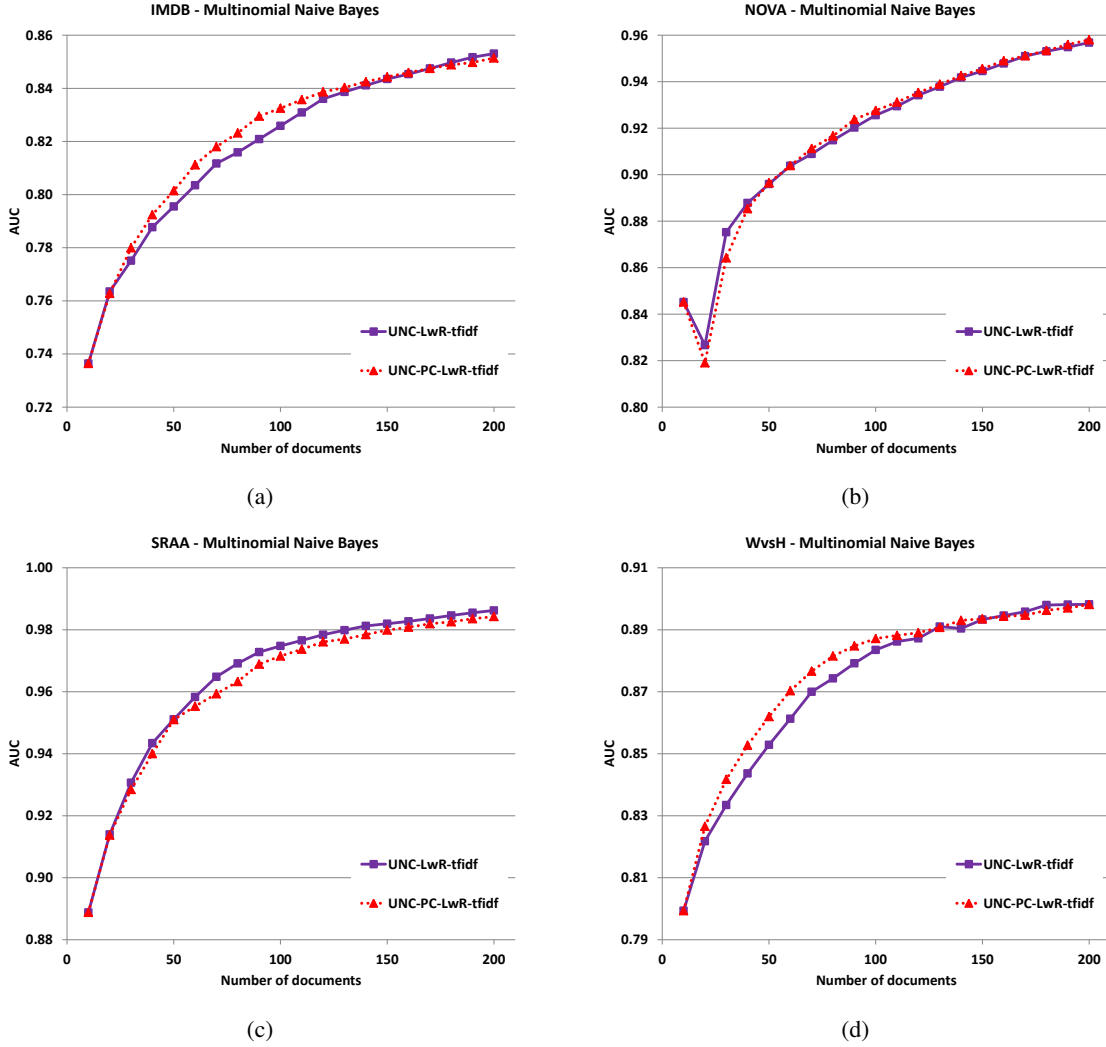 IMDB - Multinomial Naive Bayes
0.86
0.84
0.82
0.80
0.78
0.76
0.74
0.72
AUC
0 50 100 150 200
Number of documents
UNC-LwR-tfidf
UNC-PC-LwR-tfidf
(a)
NOVA - Multinomial Naive Bayes
0.96
0.94
0.92
0.90
0.88
0.86
0.84
0.82
0.80
AUC
0 50 100 150 200
Number of documents
UNC-LwR-tfidf
UNC-PC-LwR-tfidf
(b)
SRAA - Multinomial Naive Bayes
1.00
0.98
0.96
0.94
0.92
0.90
0.88
AUC
0 50 100 150 200
Number of documents
UNC-LwR-tfidf
UNC-PC-LwR-tfidf
(c)
WvsH - Multinomial Naive Bayes
0.91
0.89
0.87
0.85
0.83
0.81
0.79
AUC
0 50 100 150 200
Number of documents
UNC-LwR-tfidf
UNC-PC-LwR-tfidf
(d)